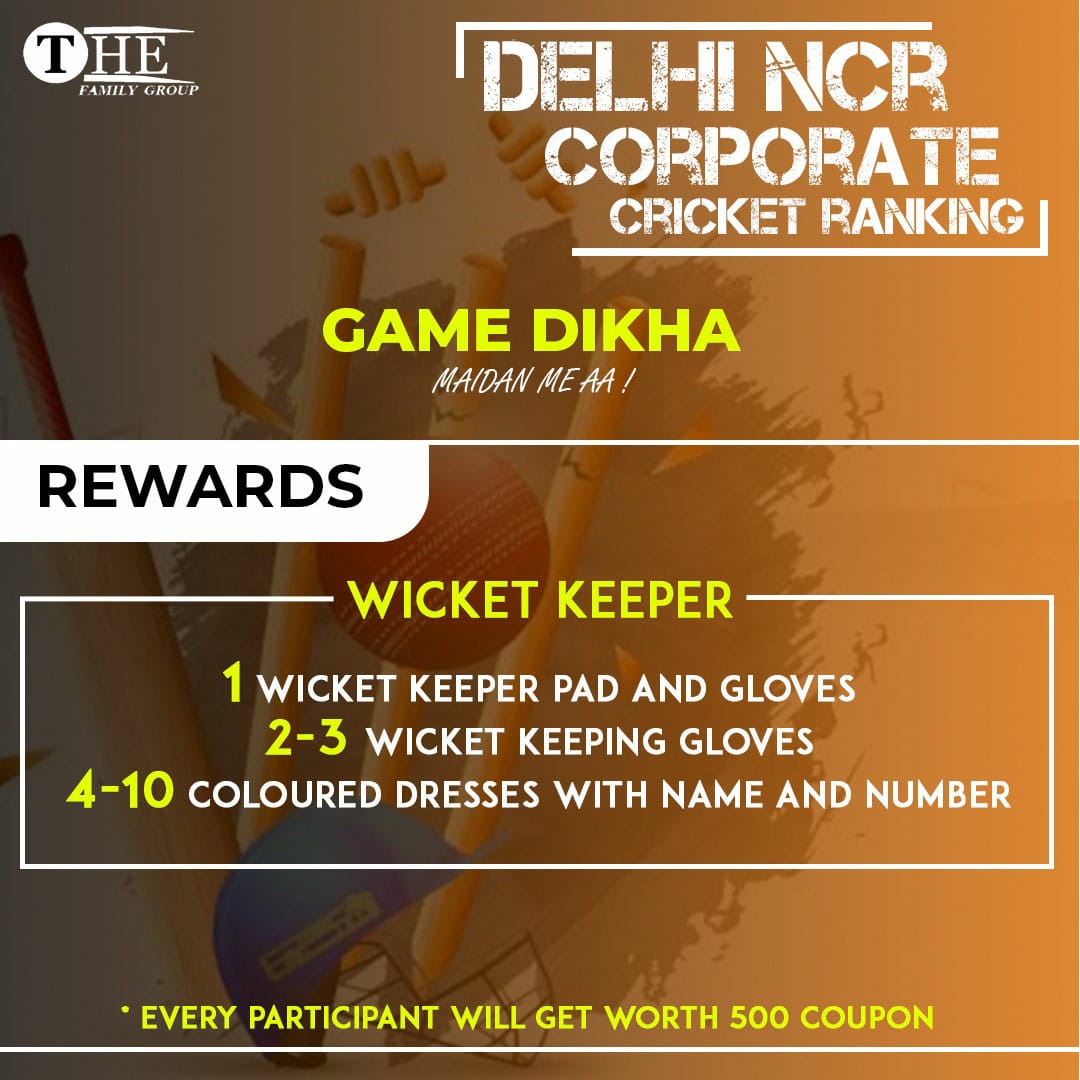 THE
FAMILY GROUP
DELHI NCR
CORPORATE
CRICKET RANKING
GAME DIKHA
MAIDAN ME AA !
REWARDS
WICKET KEEPER
1 WICKET KEEPER PAD AND GLOVES
2-3 WICKET KEEPING GLOVES
4-10 COLOURED DRESSES WITH NAME AND NUMBER
* EVERY PARTICIPANT WILL GET WORTH 500 COUPON